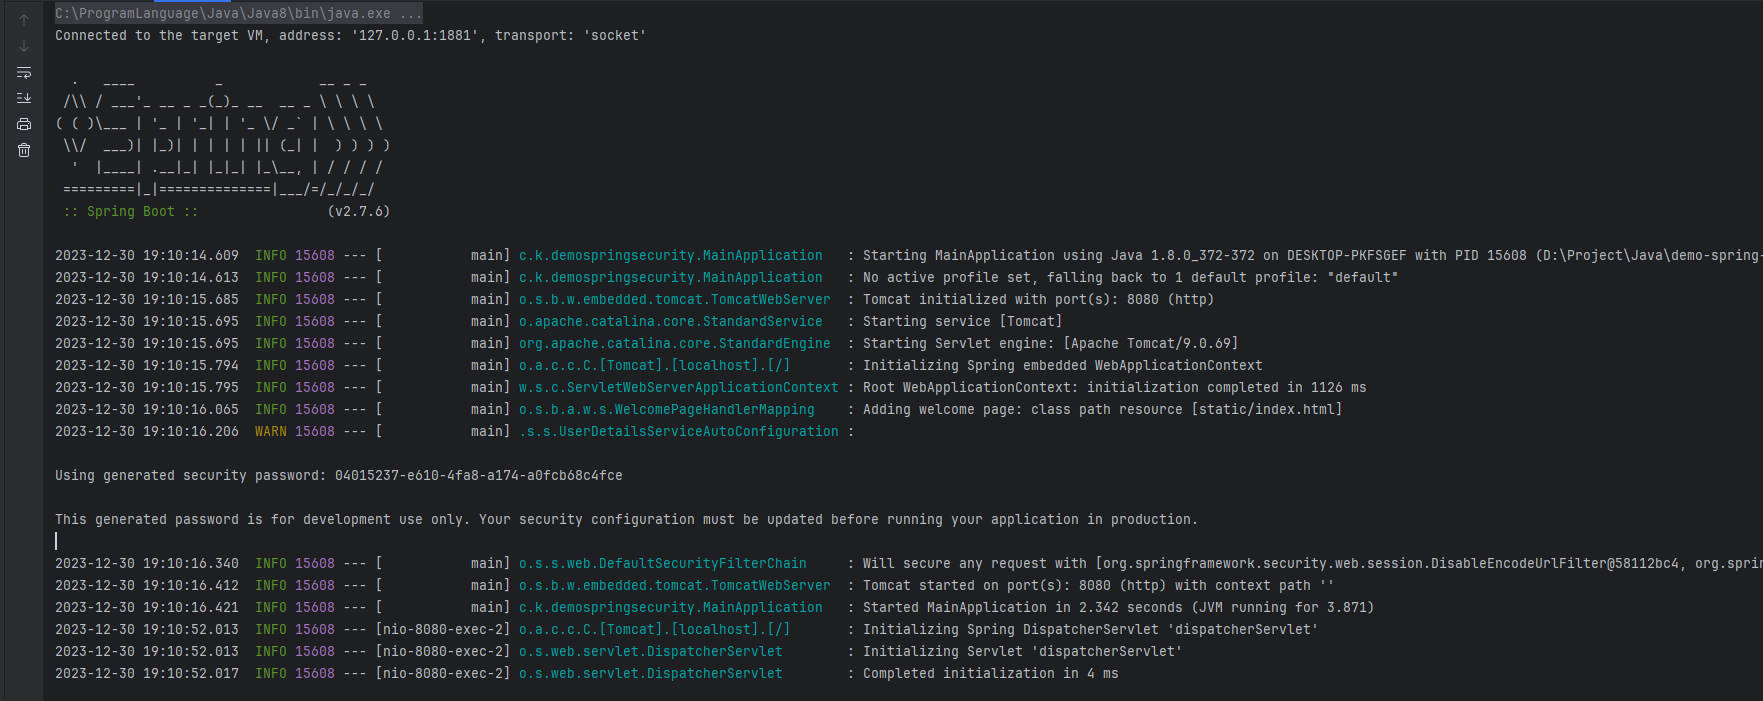 C:\ProgramLanguage\Java\Java8\bin\java.exe ...
Connected to the target VM, address: '127.0.0.1:1881', transport: 'socket'

  .   ____          _            __ _ _
 /\\ / ___'_ __ _ _(_)_ __  __ _ \ \ \ \
( ( )\___ | '_ | '_| | '_ \/ _` | \ \ \ \
 \\/  ___)| |_)| | | | | || (_| |  ) ) ) )
  '  |____| .__|_| |_|_| |_\__, | / / / /
 =========|_|==============|___/=/_/_/_/
 :: Spring Boot ::                (v2.7.6)

2023-12-30 19:10:14.609  INFO 15608 --- [           main] c.k.demospringsecurity.MainApplication   : Starting MainApplication using Java 1.8.0_372-372 on DESKTOP-PKFSGEF with PID 15608 (D:\Project\Java\demo-spring-
2023-12-30 19:10:14.613  INFO 15608 --- [           main] c.k.demospringsecurity.MainApplication   : No active profile set, falling back to 1 default profile: "default"
2023-12-30 19:10:15.685  INFO 15608 --- [           main] o.s.b.w.embedded.tomcat.TomcatWebServer  : Tomcat initialized with port(s): 8080 (http)
2023-12-30 19:10:15.695  INFO 15608 --- [           main] o.apache.catalina.core.StandardService   : Starting service [Tomcat]
2023-12-30 19:10:15.695  INFO 15608 --- [           main] org.apache.catalina.core.StandardEngine  : Starting Servlet engine: [Apache Tomcat/9.0.69]
2023-12-30 19:10:15.794  INFO 15608 --- [           main] o.a.c.c.C.[Tomcat].[localhost].[/]       : Initializing Spring embedded WebApplicationContext
2023-12-30 19:10:15.795  INFO 15608 --- [           main] w.s.c.ServletWebServerApplicationContext : Root WebApplicationContext: initialization completed in 1126 ms
2023-12-30 19:10:16.065  INFO 15608 --- [           main] o.s.b.a.w.s.WelcomePageHandlerMapping    : Adding welcome page: class path resource [static/index.html]
2023-12-30 19:10:16.206  WARN 15608 --- [           main] .s.s.UserDetailsServiceAutoConfiguration :

Using generated security password: 04015237-e610-4fa8-a174-a0fcb68c4fce

This generated password is for development use only. Your security configuration must be updated before running your application in production.

2023-12-30 19:10:16.340  INFO 15608 --- [           main] o.s.s.web.DefaultSecurityFilterChain     : Will secure any request with [org.springframework.security.web.session.DisableEncodeUrlFilter@58112bc4, org.sprin
2023-12-30 19:10:16.412  INFO 15608 --- [           main] o.s.b.w.embedded.tomcat.TomcatWebServer  : Tomcat started on port(s): 8080 (http) with context path ''
2023-12-30 19:10:16.421  INFO 15608 --- [           main] c.k.demospringsecurity.MainApplication   : Started MainApplication in 2.342 seconds (JVM running for 3.871)
2023-12-30 19:10:52.013  INFO 15608 --- [nio-8080-exec-2] o.a.c.c.C.[Tomcat].[localhost].[/]       : Initializing Spring DispatcherServlet 'dispatcherServlet'
2023-12-30 19:10:52.013  INFO 15608 --- [nio-8080-exec-2] o.s.web.servlet.DispatcherServlet        : Initializing Servlet 'dispatcherServlet'
2023-12-30 19:10:52.017  INFO 15608 --- [nio-8080-exec-2] o.s.web.servlet.DispatcherServlet        : Completed initialization in 4 ms